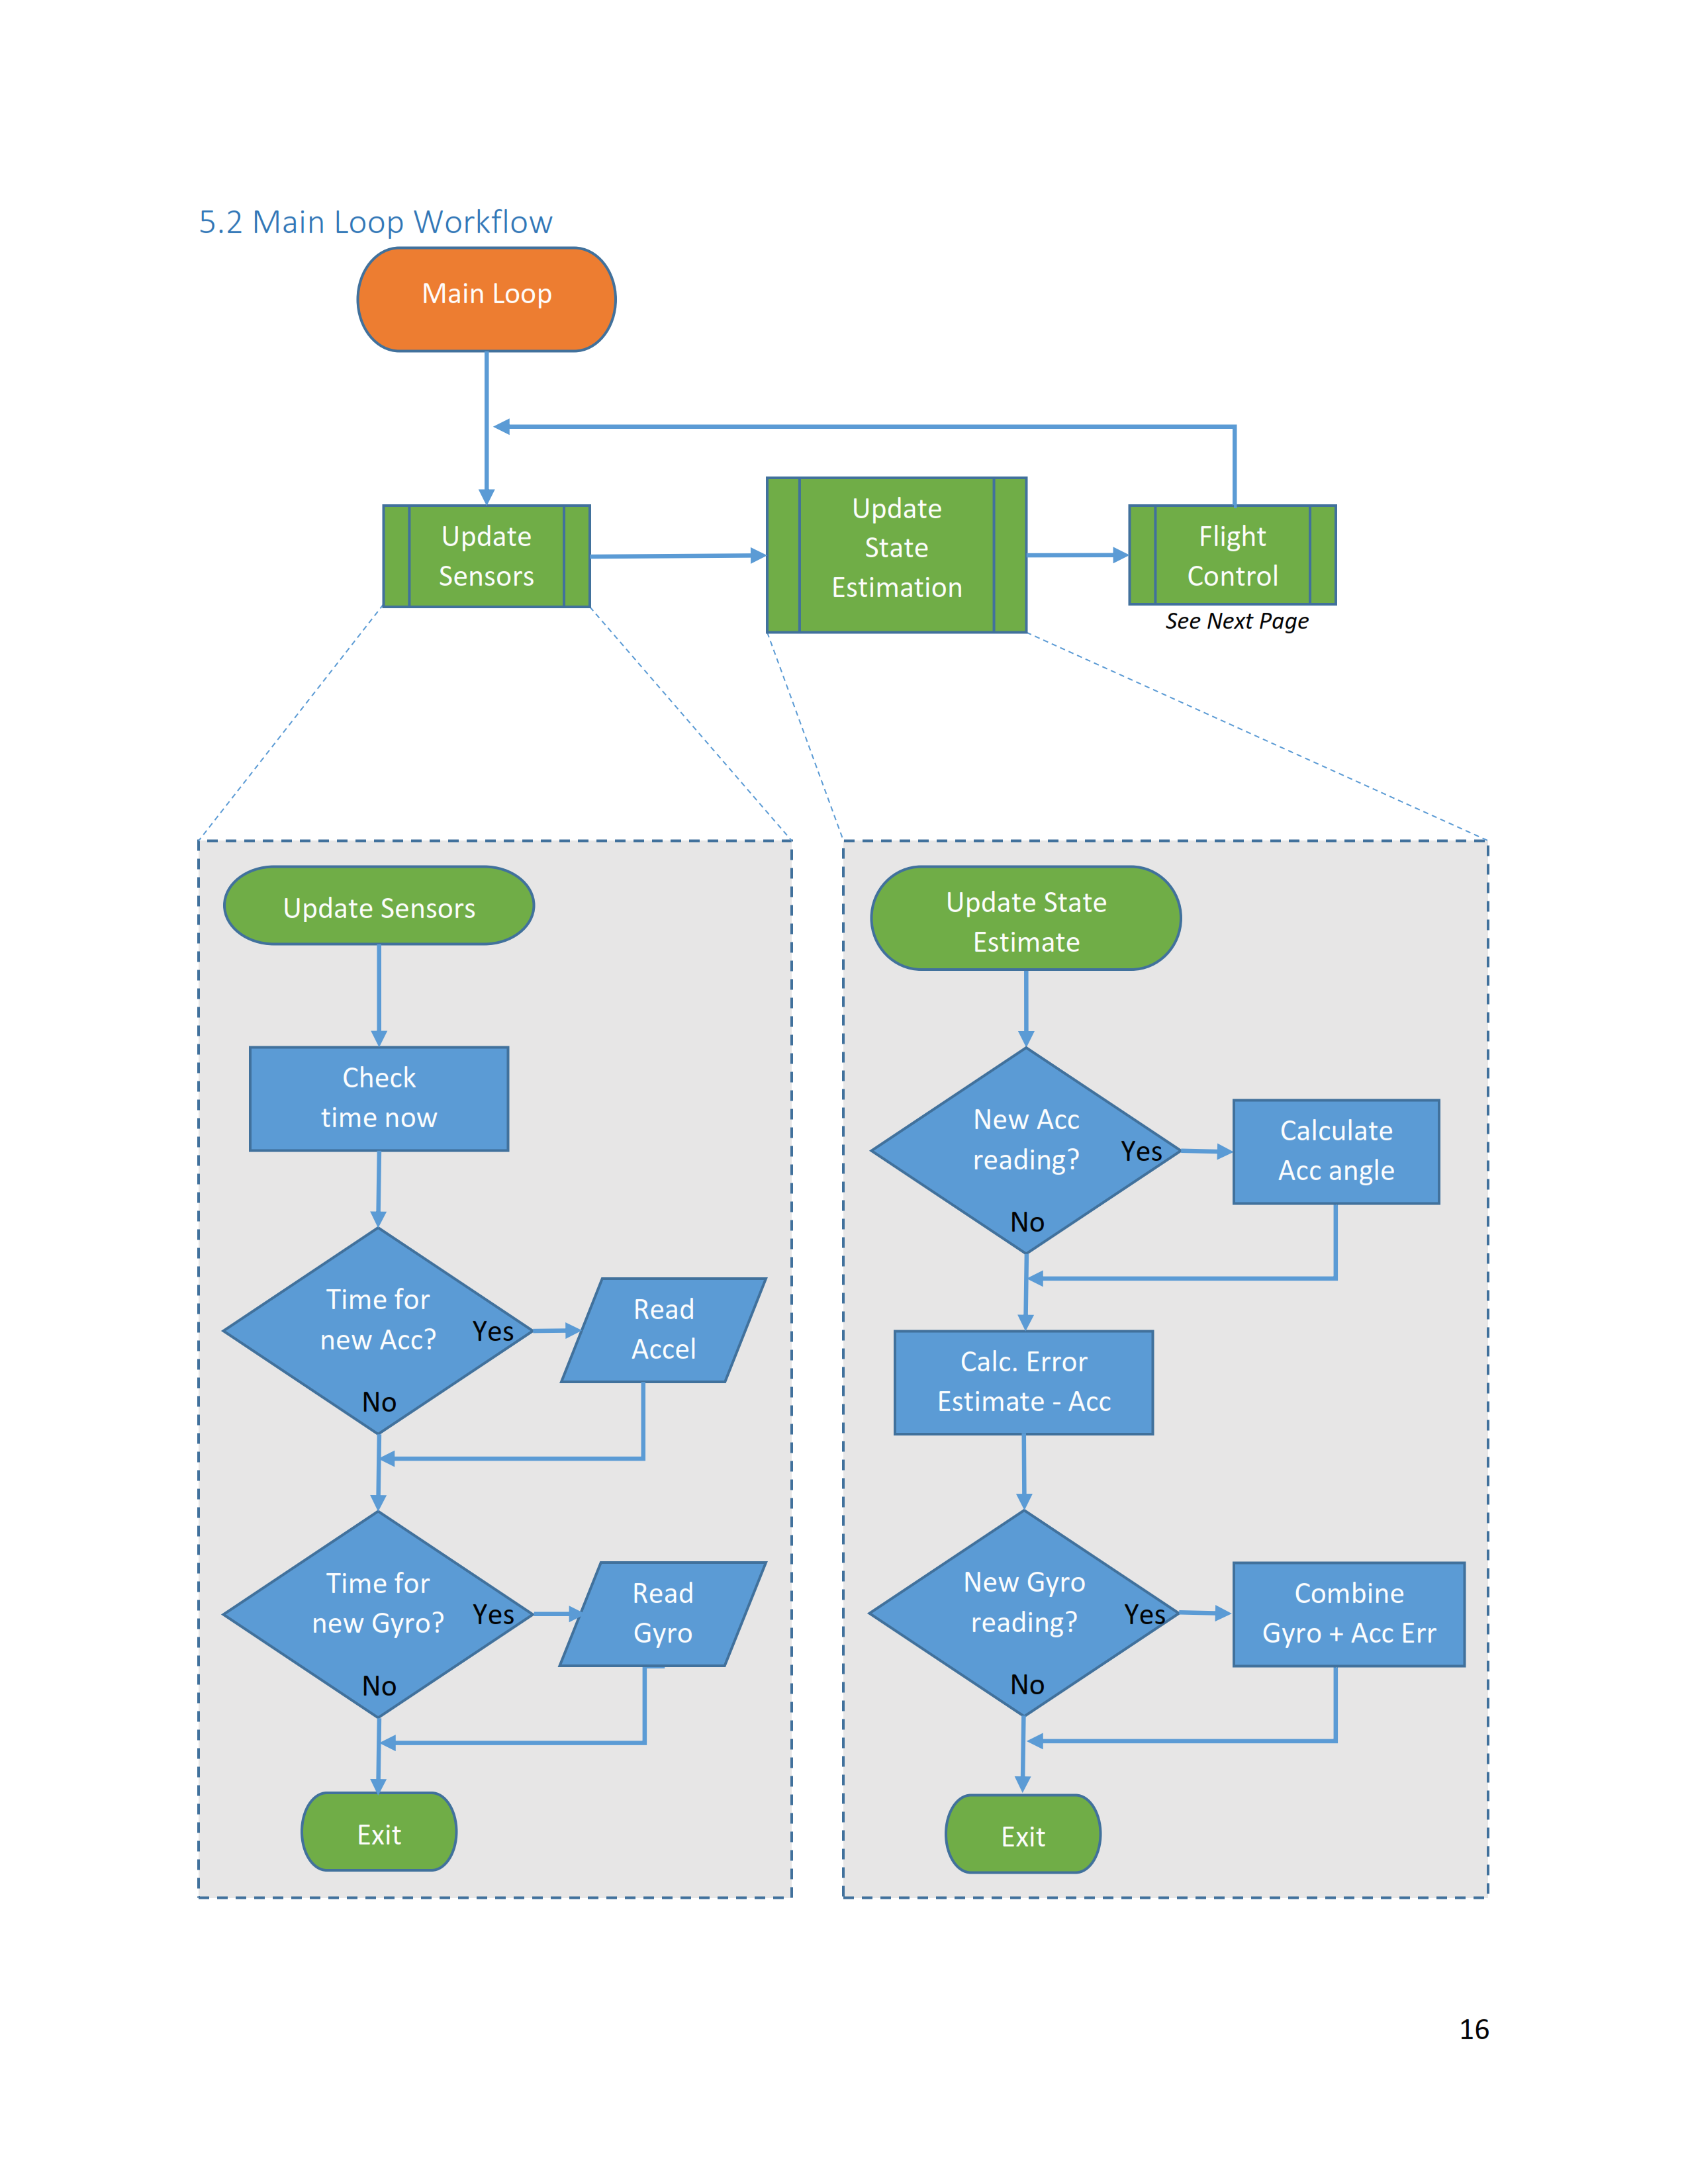 5.2 Main Loop Workflow
Main Loop
Update
Sensors
Update
State
Estimation
Flight
Control
See Next Page
Update Sensors
Check
time now
Time for
new Acc?
Yes
No
Read
Accel
Time for
new Gyro?
Yes
No
Read
Gyro
Exit
Update State
Estimate
New Acc
reading?
Yes
No
Calculate
Acc angle
Calc. Error
Estimate - Acc
New Gyro
reading?
Yes
No
Combine
Gyro + Acc Err
Exit
16